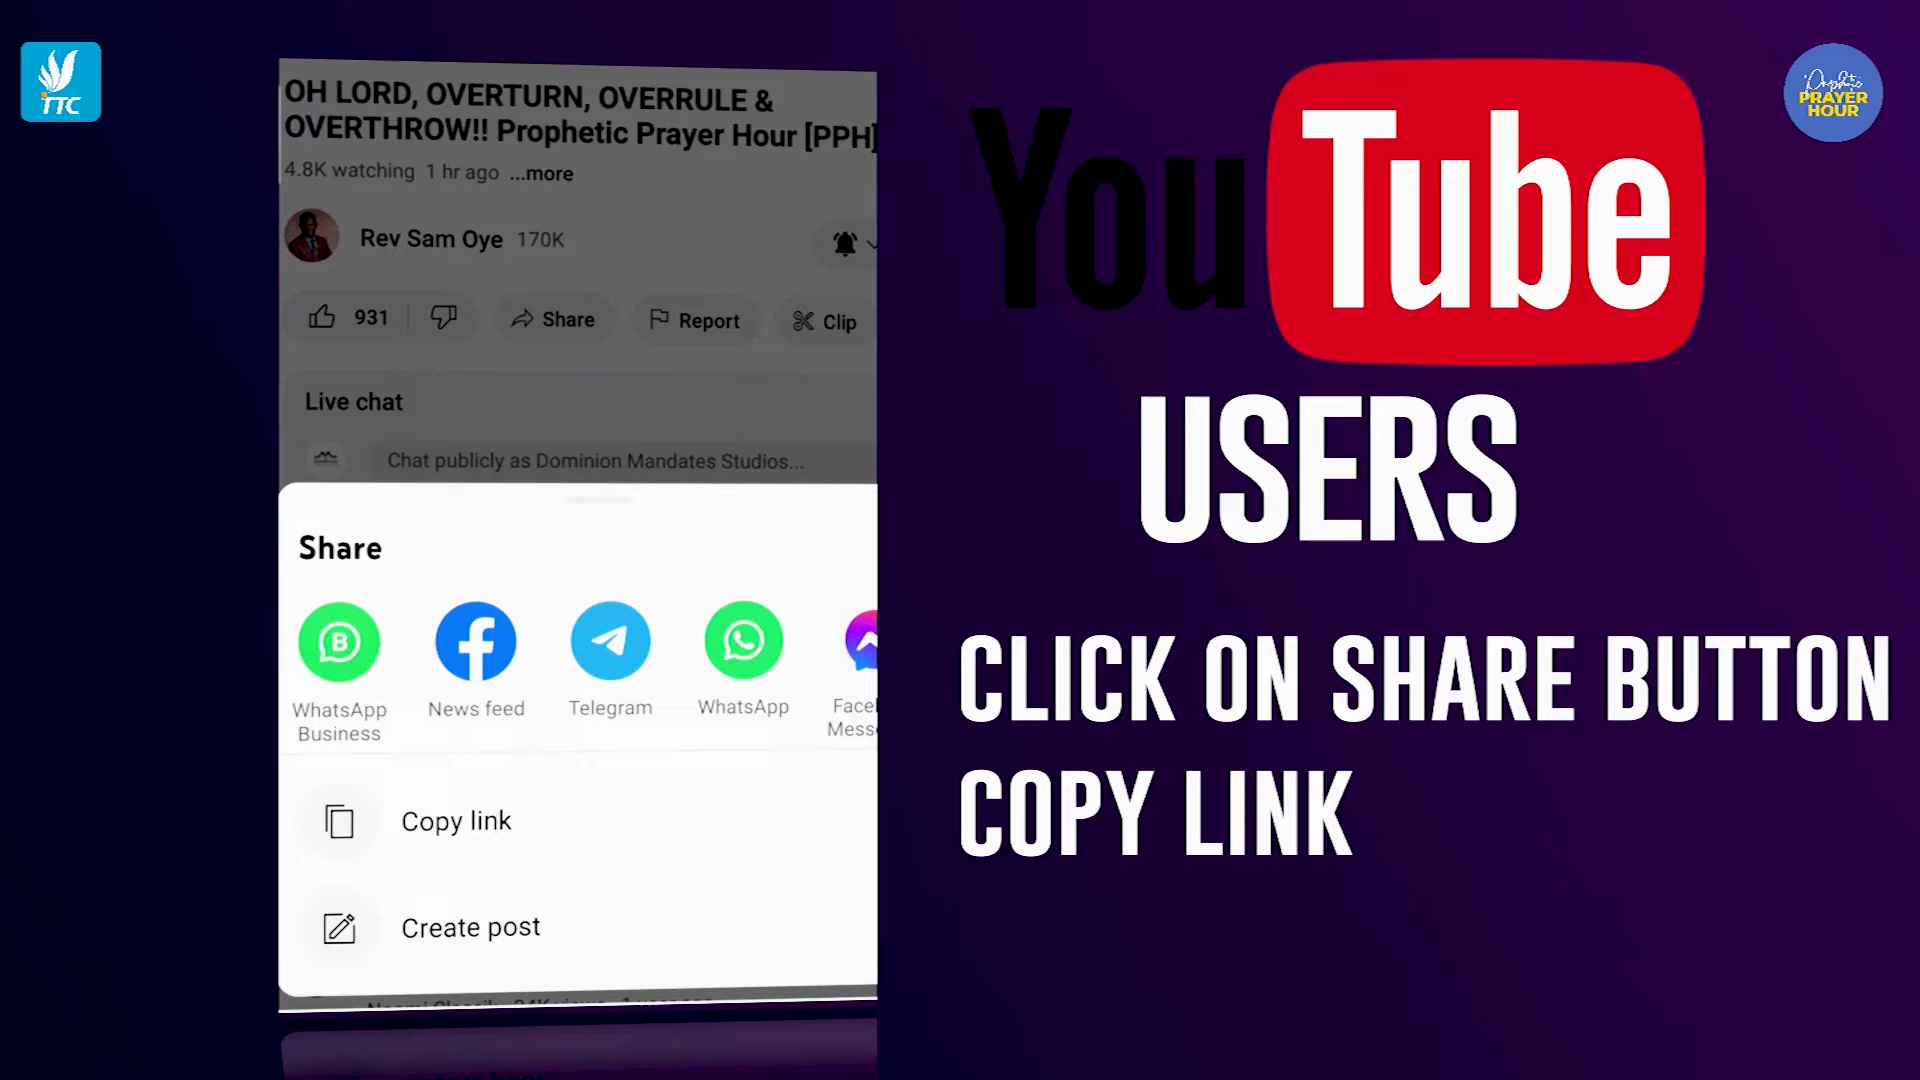 TTC
OH LORD, OVERTURN, OVERRULE &
OVERTHROW!! Prophetic Prayer Hour [PPH]
4.8K watching 1 hr ago ...more
Rev Sam Oye 170K
931 Share Report Clip
Live chat
Chat publicly as Dominion Mandates Studios...
Share
WhatsApp
Business
News feed
Telegram
WhatsApp
Copy link
Create post
YouTube
USERS
CLICK ON SHARE BUTTON
COPY LINK
Prophetic
PRAYER
HOUR